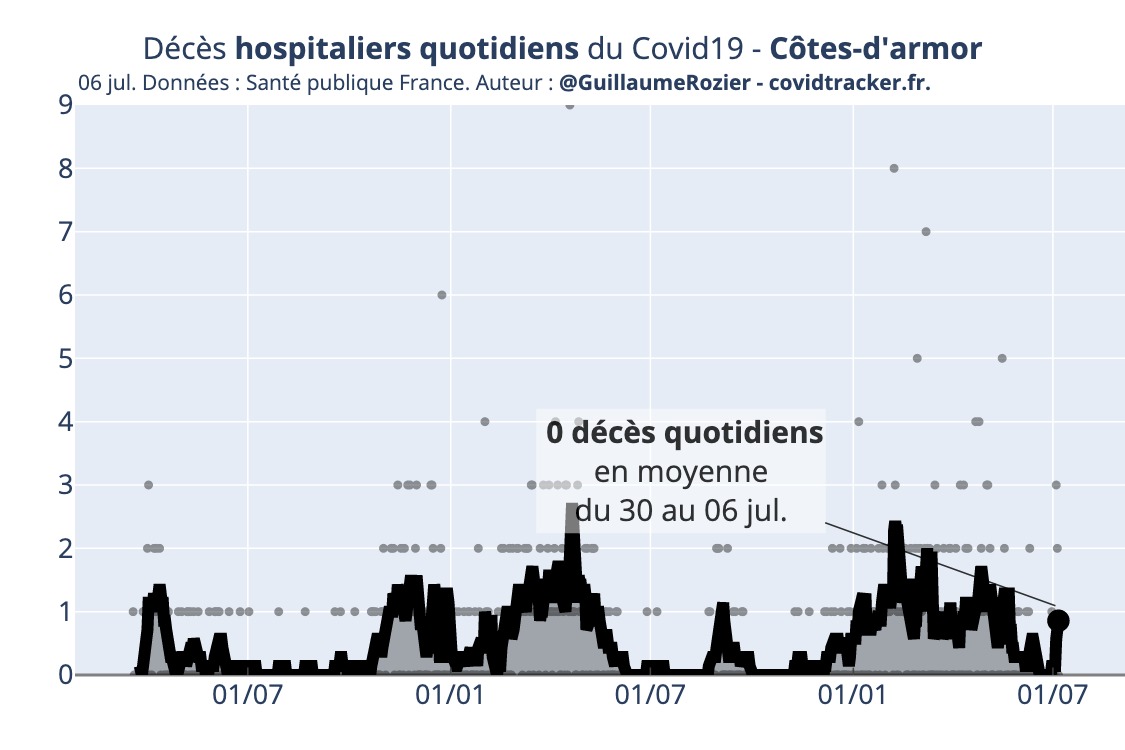 Décès hospitaliers quotidiens du Covid19 - Côtes-d'armor
06 jul. Données : Santé publique France. Auteur : @GuillaumeRozier - covidtracker.fr.
9
8
7
6
5
4
3
2
1
0
0 décès quotidiens
en moyenne
du 30 au 06 jul.
01/07 01/01 01/07 01/01 01/07